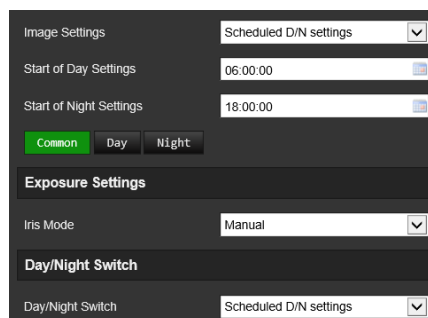 Image Settings Scheduled D/N settings
Start of Day Settings 06:00:00
Start of Night Settings 18:00:00
Common Day Night
Exposure Settings
Iris Mode Manual
Day/Night Switch
Day/Night Switch Scheduled D/N settings